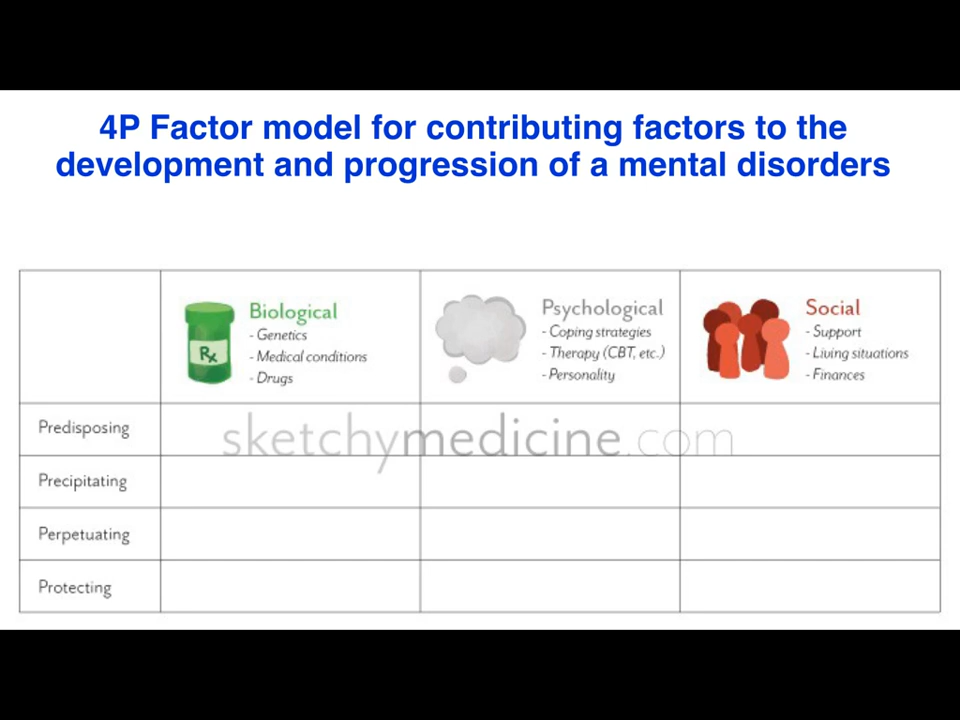 4P Factor model for contributing factors to the
development and progression of a mental disorders
Biological
- Genetics
- Medical conditions
- Drugs
Rx
Psychological
- Coping strategies
- Therapy (CBT, etc.)
- Personality
Social
- Support
- Living situations
- Finances
Predisposing
sketchymedicine.com
Precipitating
Perpetuating
Protecting